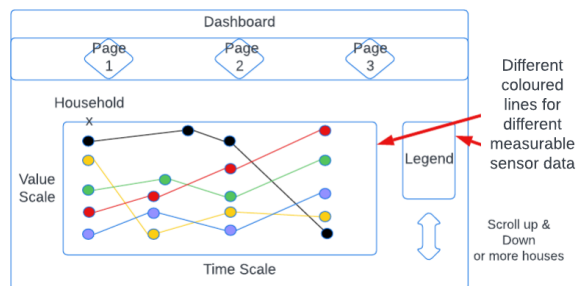 Dashboard
Page
1
Page
2
Page
3
Different
coloured
lines for
different
measurable
sensor data
Household
x
Legend
Value
Scale
Scroll up &
Down
or more houses
Time Scale